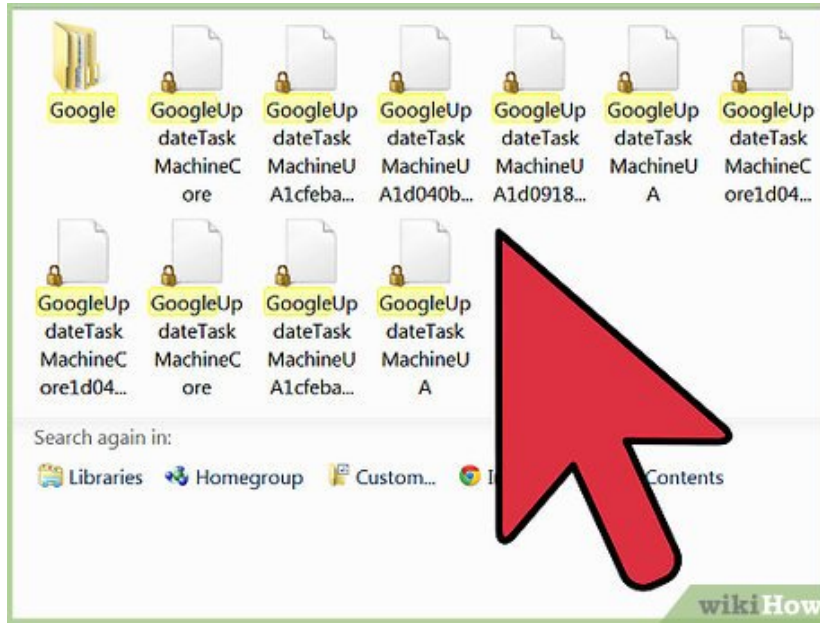 Google GoogleUp GoogleUp GoogleUp GoogleUp GoogleUp GoogleUp
dateTask dateTask dateTask dateTask dateTask dateTask
MachineC MachineU MachineU MachineU MachineU MachineC
ore A1cfeba... A1d040b... A1d0918... A ore1d04...
GoogleUp GoogleUp GoogleUp GoogleUp
dateTask dateTask dateTask dateTask
MachineC MachineC MachineU MachineU
ore1d04... ore A1cfeba... A
Search again in:
Libraries Homegroup Custom... Contents
wikiHow